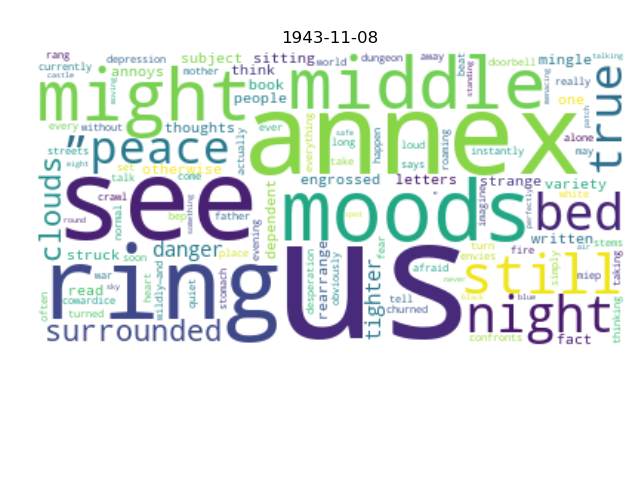 1943-11-08
rang
depression
subject
sitting
world
dungeon
away
beat
doorbell
mingle
talking
currently
castle
annoys
mother
think
standing
menacing
really
might
moving
book
people
middle
patch
one
true
every
without
thoughts
ever
everything
safe
long
happen
loud
roaming
instantly
alone
may
streets
eight
"peace
actually
annex
take
says
clouds
set
otherwise
talk
come
engrossed
letters
strange
variety
crawl
normal
something
see
dependent
moods
"
imagine
perfectly
white
bed
round
beg
father
evening
written
stems
struck
soon
danger
place
us
spot
fear
turn
envies
fire
air
simply
miep
taking
often
war
sky
heart
wildly—and
quiet
stomach
desperation
rearrange
obviously
tighter
afraid
never
still
read
cowardice
turned
ring
tell
churned
black
blue
night
thinking
surrounded
confronts
fact